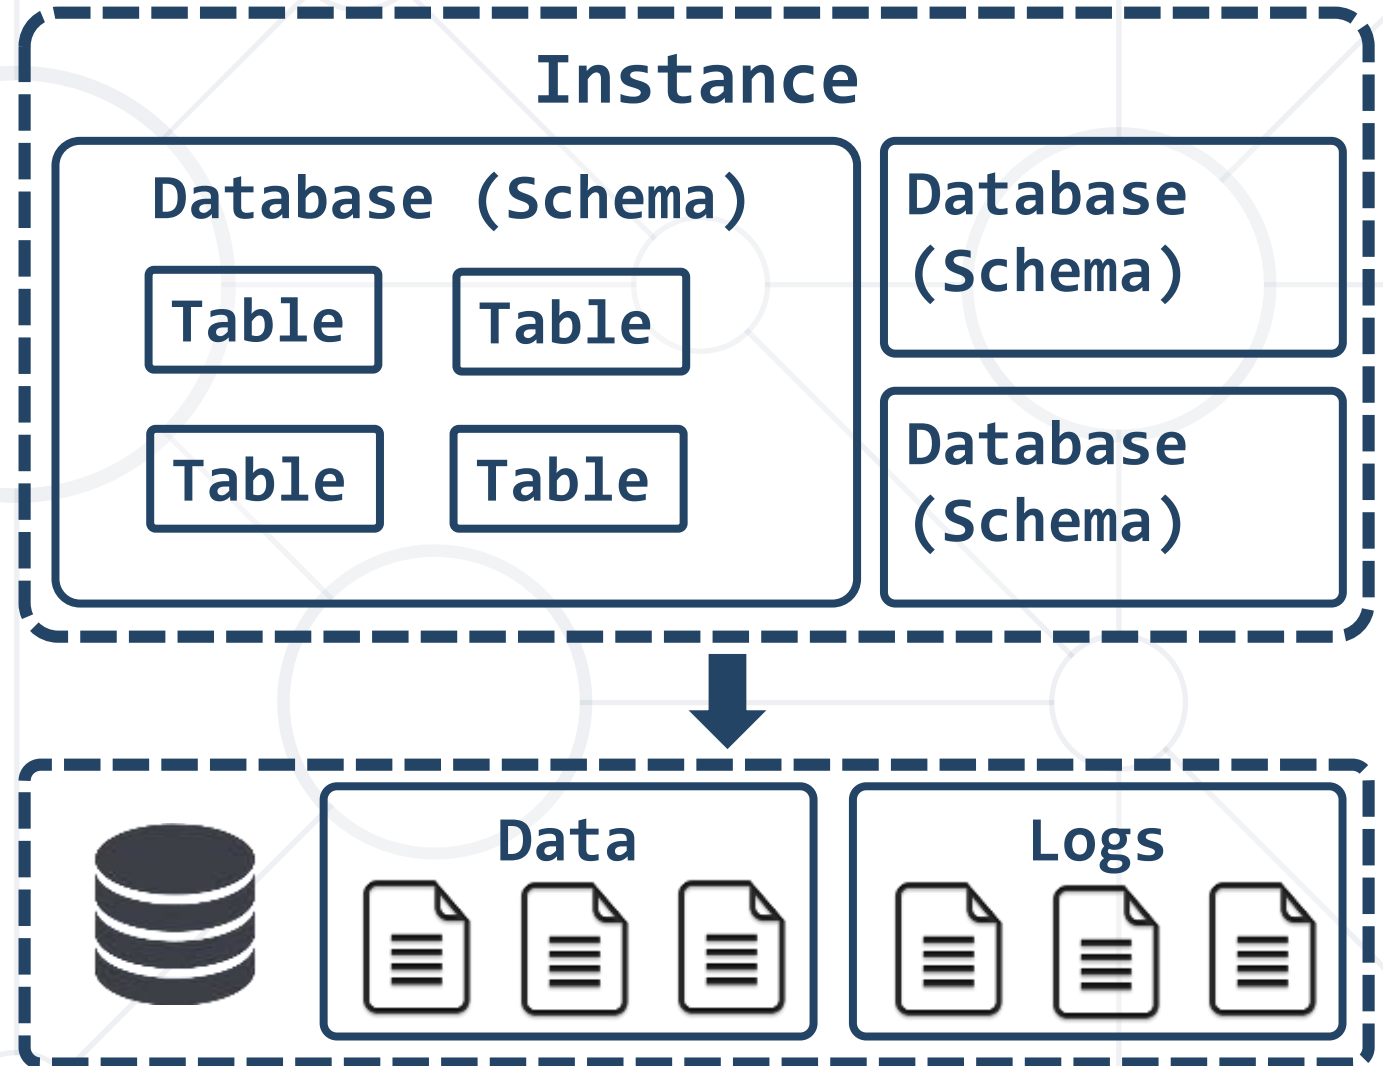 Instance
Database (Schema)
Table
Table
Table
Table
Database
(Schema)
Database
(Schema)
Data
Logs